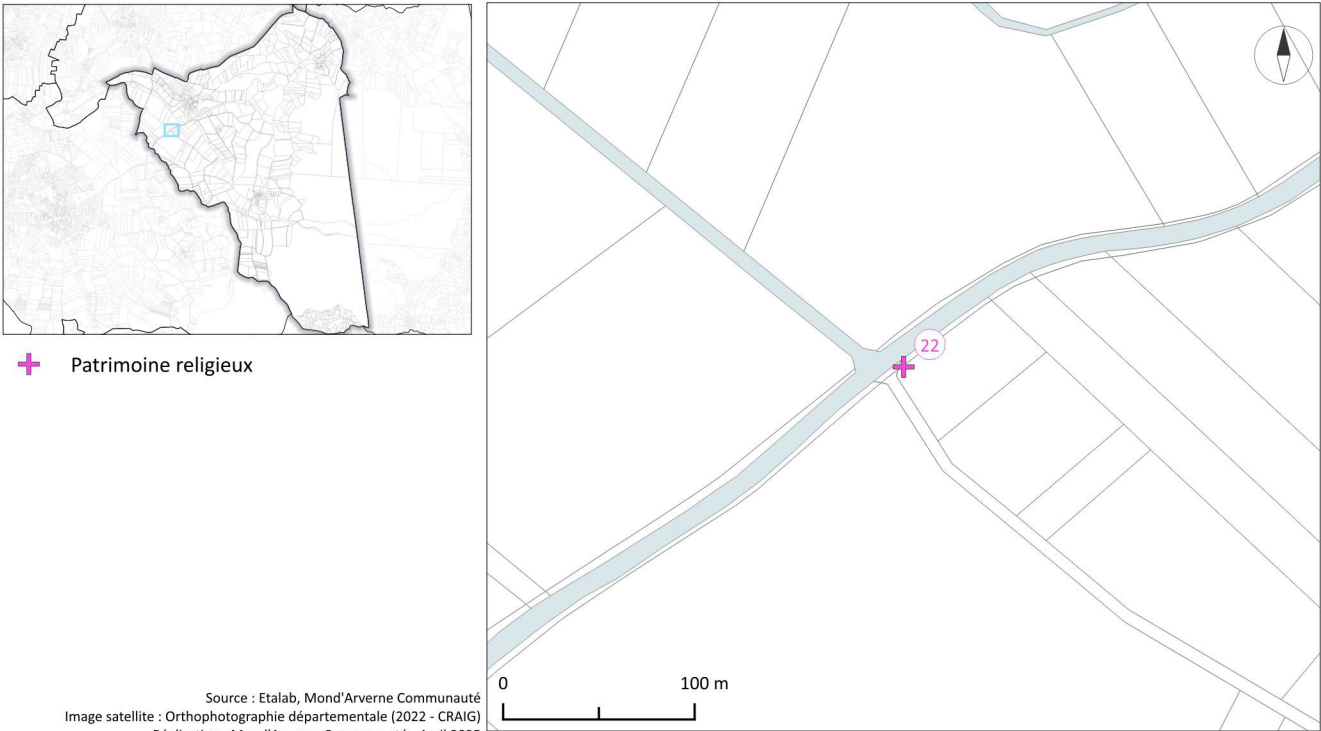 Patrimoine religieux
Source : Etalab, Mond'Arverne Communauté
Image satellite : Orthophotographie départementale (2022 - CRAIG)
22
0 100 m